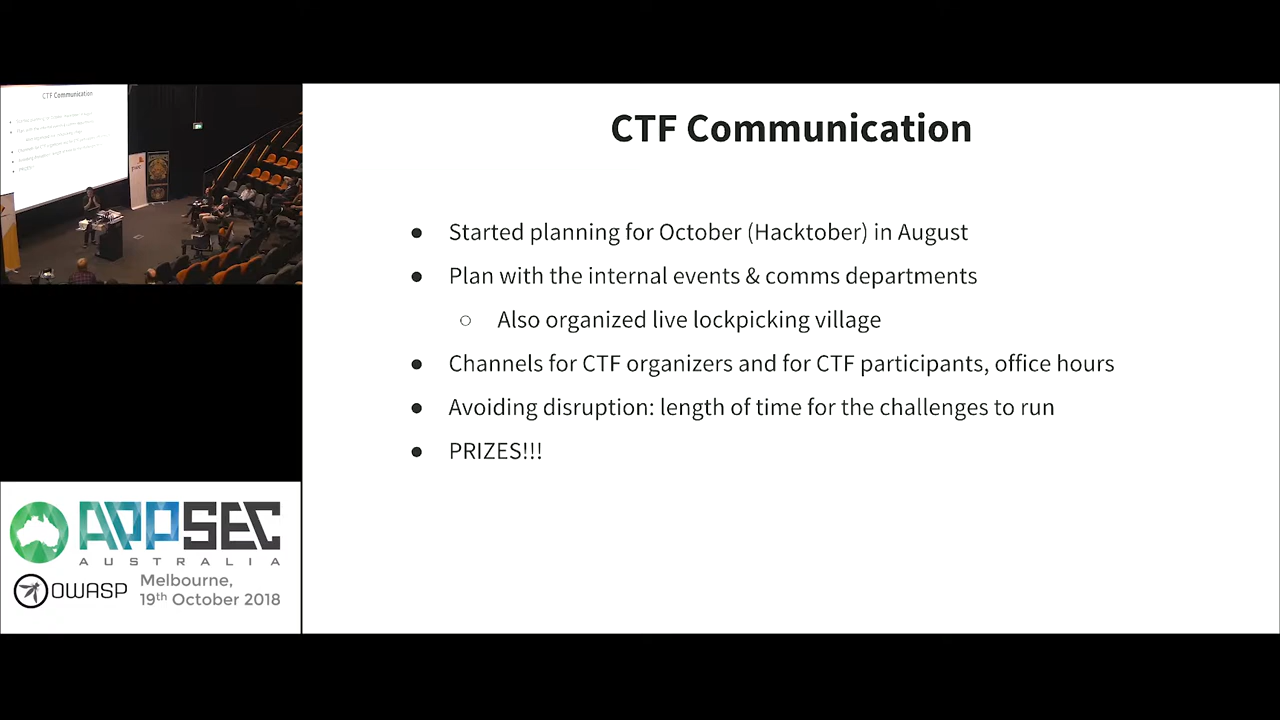 CTF Communication
● Started planning for October (Hacktober) in August
● Plan with the internal events & comms departments
○ Also organized live lockpicking village
● Channels for CTF organizers and for CTF participants, office hours
● Avoiding disruption: length of time for the challenges to run
● PRIZES!!!
CTF Communication
APPSEC
AUSTRALIA
OWASP
Melbourne,
19th October 2018